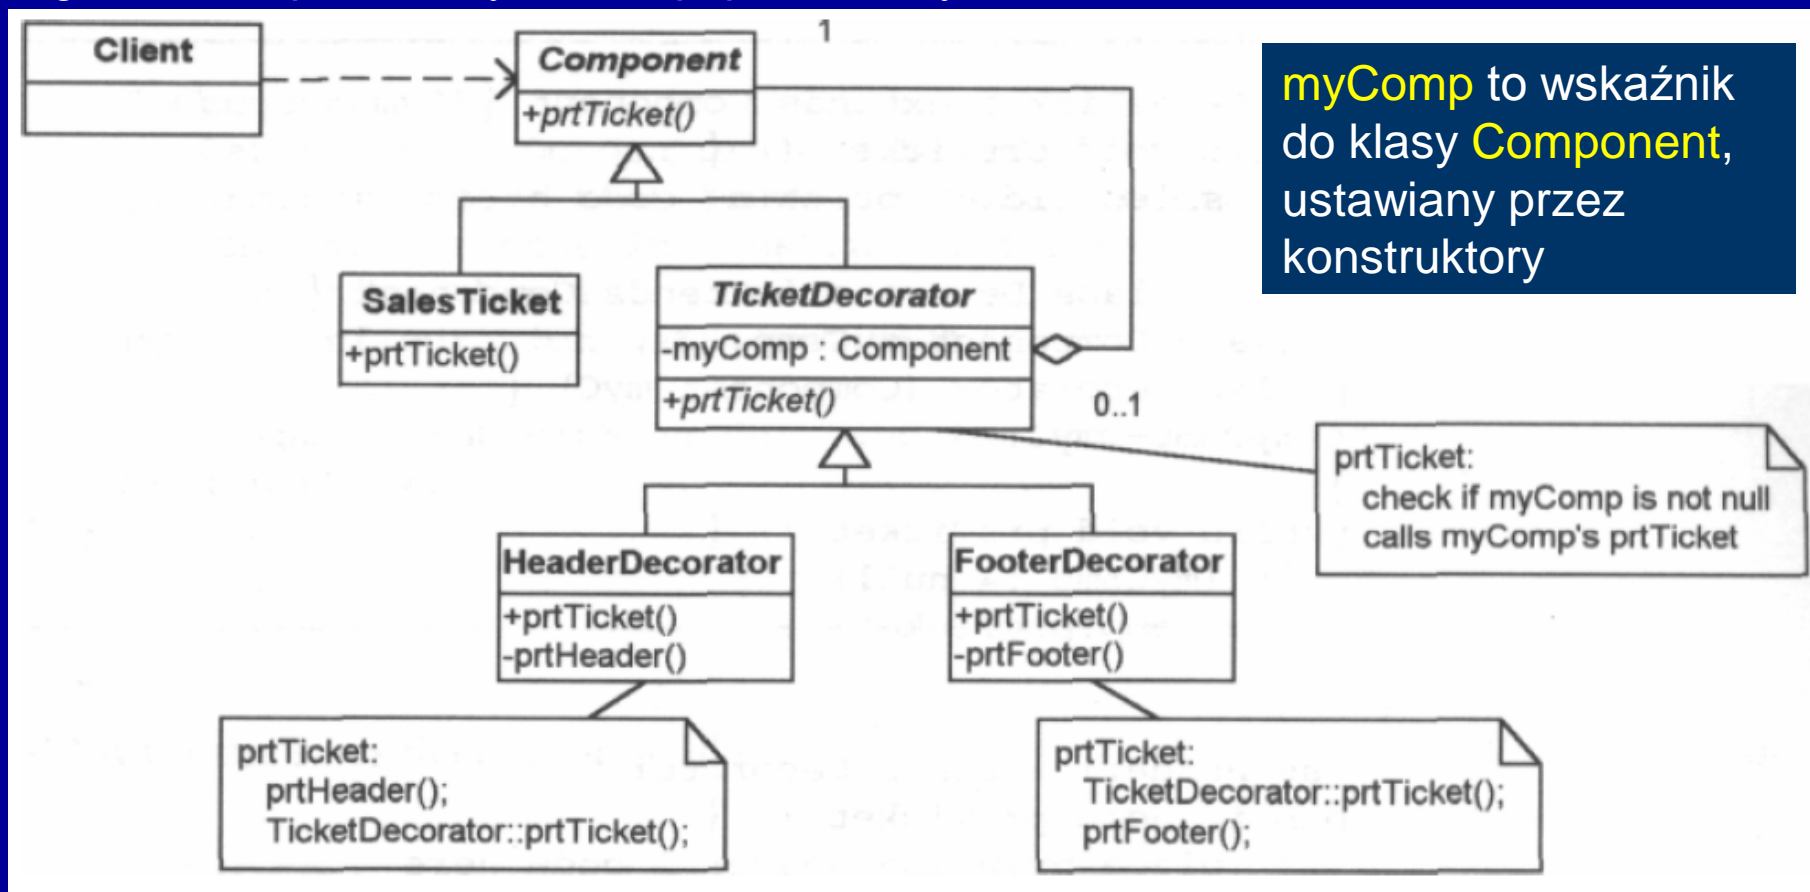 Client
Component
+prtTicket()
1
myComp to wskaźnik
do klasy Component,
ustawiany przez
konstruktory
SalesTicket
+prtTicket()
TicketDecorator
-myComp : Component
+prtTicket()
0..1
prtTicket:
check if myComp is not null
calls myComp's prtTicket
HeaderDecorator
+prtTicket()
-prtHeader()
FooterDecorator
+prtTicket()
-prtFooter()
prtTicket:
prtHeader();
TicketDecorator::prtTicket();
prtTicket:
TicketDecorator::prtTicket();
prtFooter();